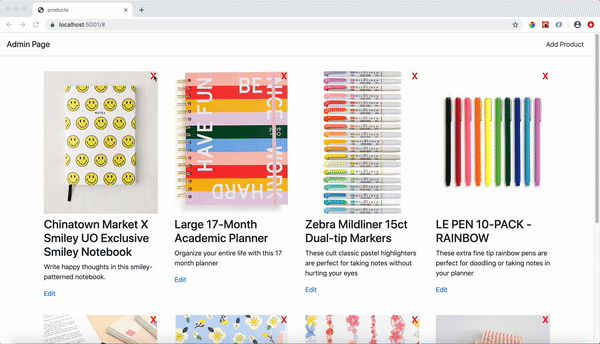 products
localhost:5001/#
Admin Page
Add Product
X
X
X
X
NOTES
HAVE FUN
BE
NICE
WORK
HARD
Chinatown Market X
Smiley UO Exclusive
Smiley Notebook
Write happy thoughts in this smiley-
patterned notebook.
Edit
Large 17-Month
Academic Planner
Organize your entire life with this 17
month planner
Edit
Zebra Mildliner 15ct
Dual-tip Markers
These cult classic pastel highlighters
are perfect for taking notes without
hurting your eyes
Edit
LE PEN 10-PACK -
RAINBOW
These extra fine tip rainbow pens are
perfect for doodling or taking notes in
your planner
Edit
X
X
X
X